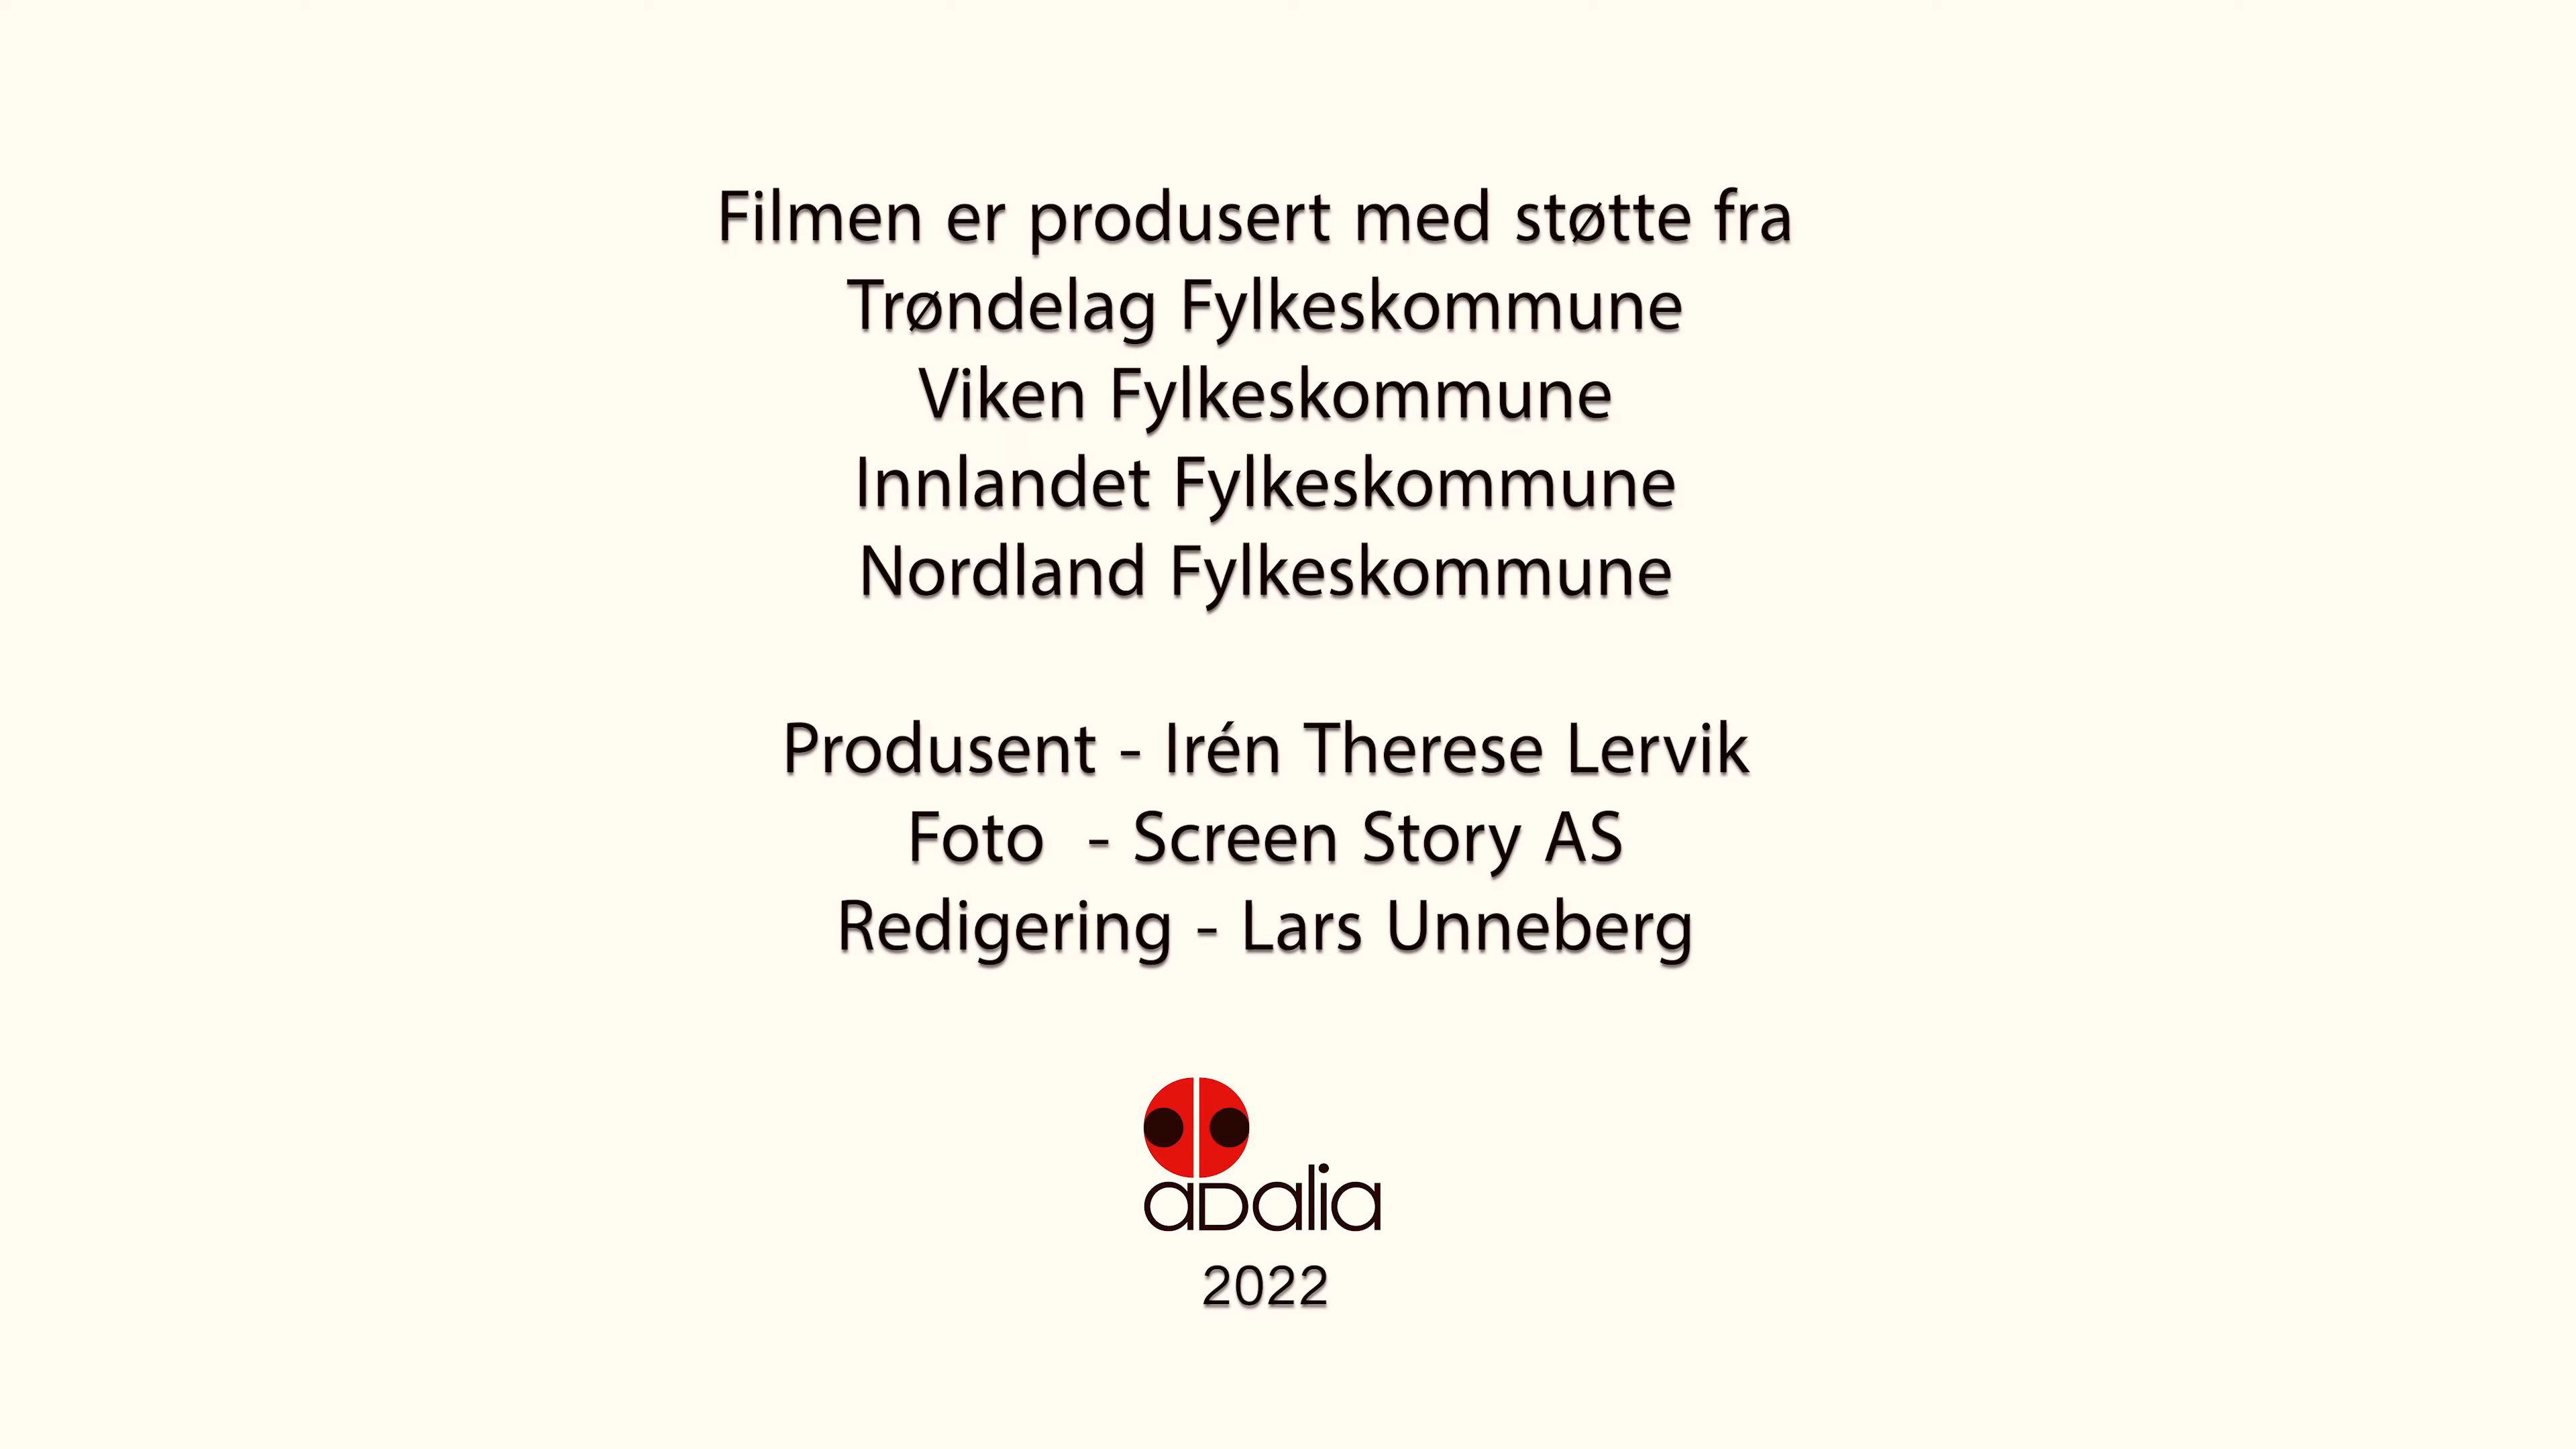 Filmen er produsert med støtte fra
Trøndelag Fylkeskommune
Viken Fylkeskommune
Innlandet Fylkeskommune
Nordland Fylkeskommune
Produsent - Irén Therese Lervik
Foto  - Screen Story AS
Redigering - Lars Unneberg
aDalia
2022